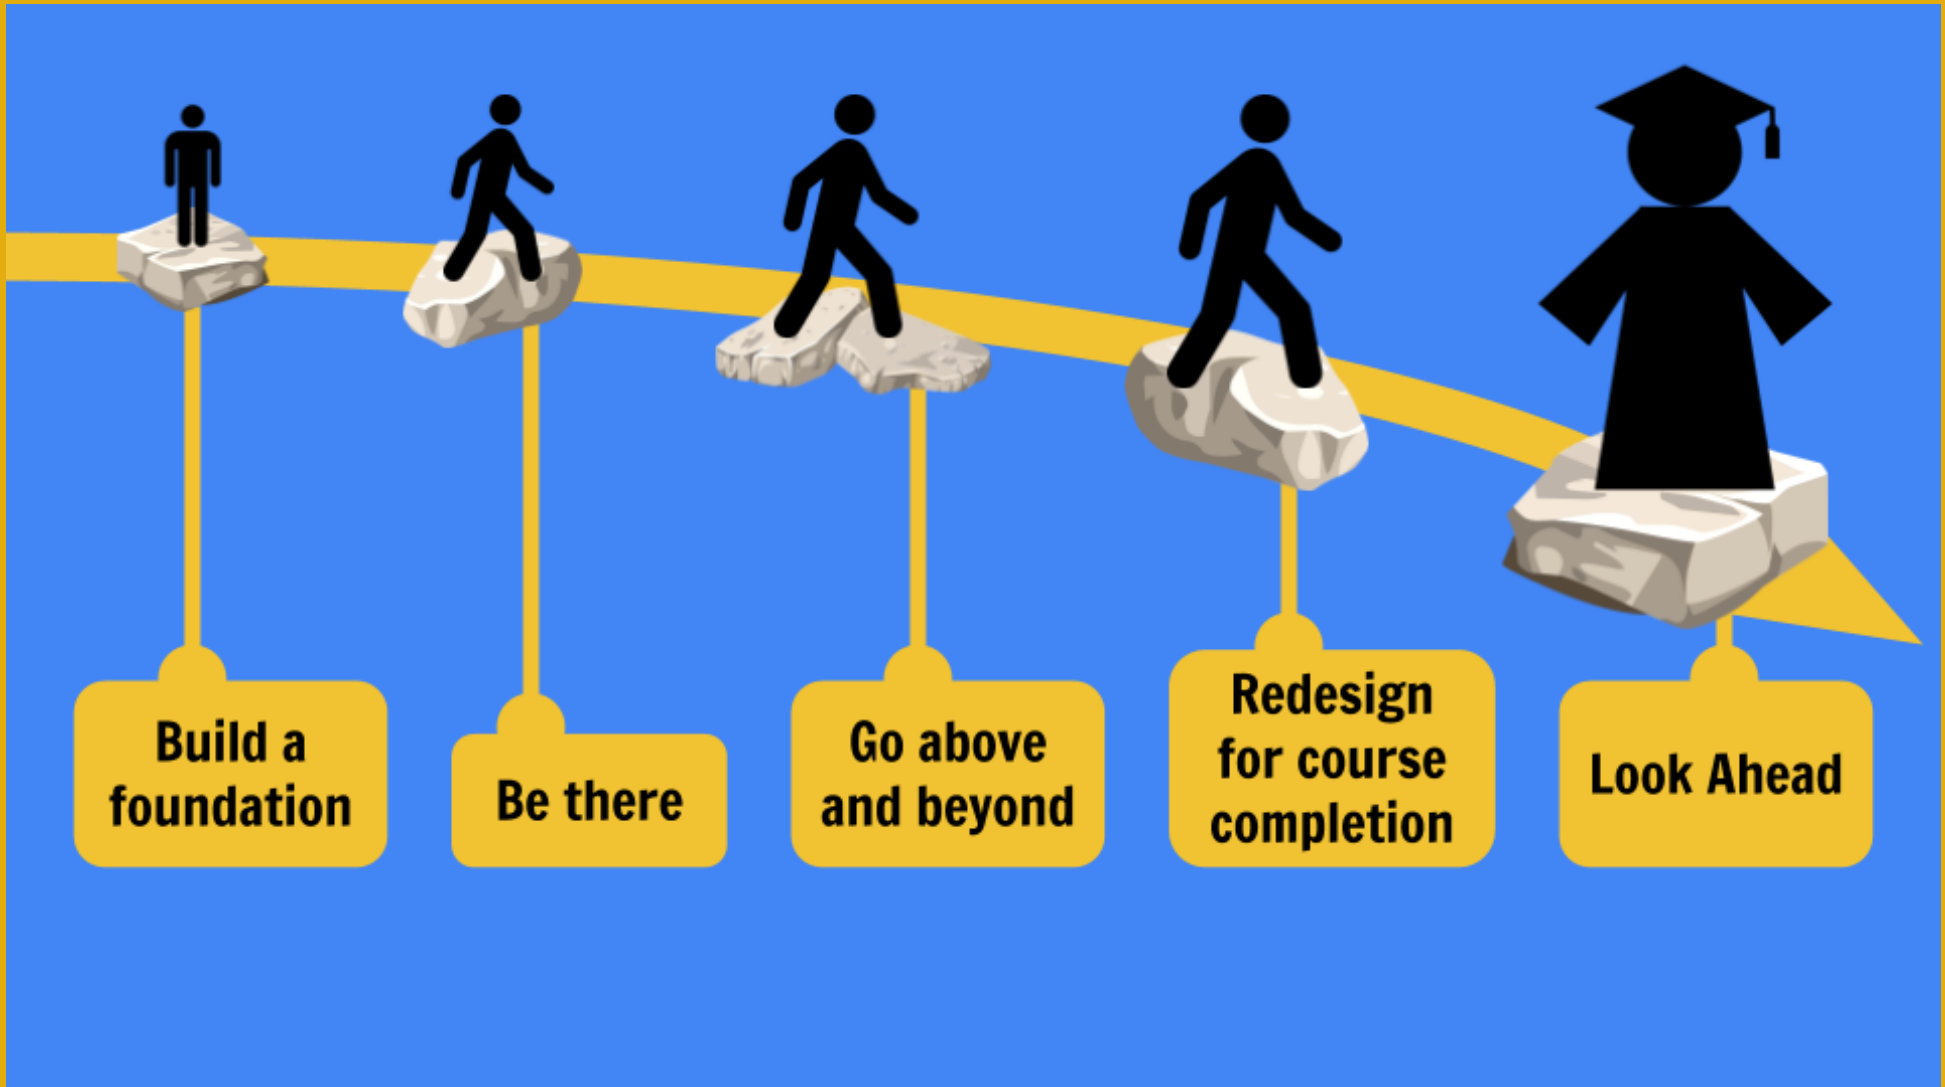 Build a
foundation
Be there
Go above
and beyond
Redesign
for course
completion
Look Ahead